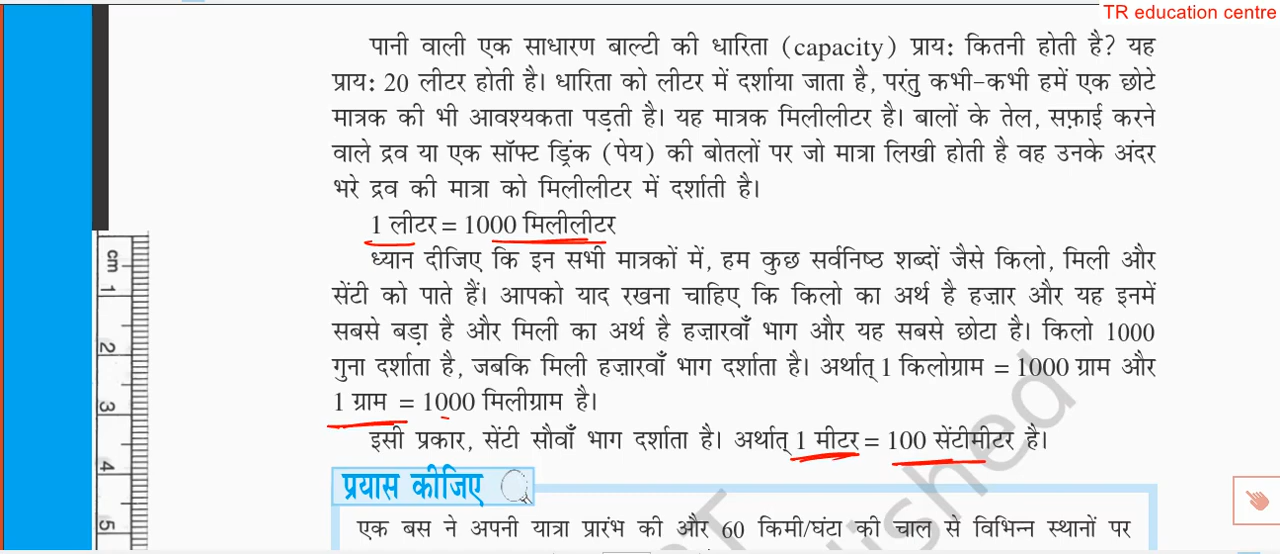 TR education centre
पानी वाली एक साधारण बाल्टी की धारिता (capacity) प्राय: कितनी होती है? यह
प्राय: 20 लीटर होती है। धारिता को लीटर में दर्शाया जाता है, परंतु कभी-कभी हमें एक छोटे
मात्रक की भी आवश्यकता पड़ती है। यह मात्रक मिलीलीटर है। बालों के तेल, सफ़ाई करने
वाले द्रव या एक सॉफ्ट ड्रिंक (पेय) की बोतलों पर जो मात्रा लिखी होती है वह उनके अंदर
भरे द्रव की मात्रा को मिलीलीटर में दर्शाती है।
1 लीटर = 1000 मिलीलीटर
ध्यान दीजिए कि इन सभी मात्रकों में, हम कुछ सर्वनिष्ठ शब्दों जैसे किलो, मिली और
सेंटी को पाते हैं। आपको याद रखना चाहिए कि किलो का अर्थ है हज़ार और यह इनमें
सबसे बड़ा है और मिली का अर्थ है हज़ारवाँ भाग और यह सबसे छोटा है। किलो 1000
गुना दर्शाता है, जबकि मिली हज़ारवाँ भाग दर्शाता है। अर्थात् 1 किलोग्राम = 1000 ग्राम और
1 ग्राम = 1000 मिलीग्राम है।
इसी प्रकार, सेंटी सौवाँ भाग दर्शाता है। अर्थात् 1 मीटर = 100 सेंटीमीटर है।
प्रयास कीजिए
एक बस ने अपनी यात्रा प्रारंभ की और 60 किमी/घंटा की चाल से विभिन्न स्थानों पर
cm
1
2
3
4
5